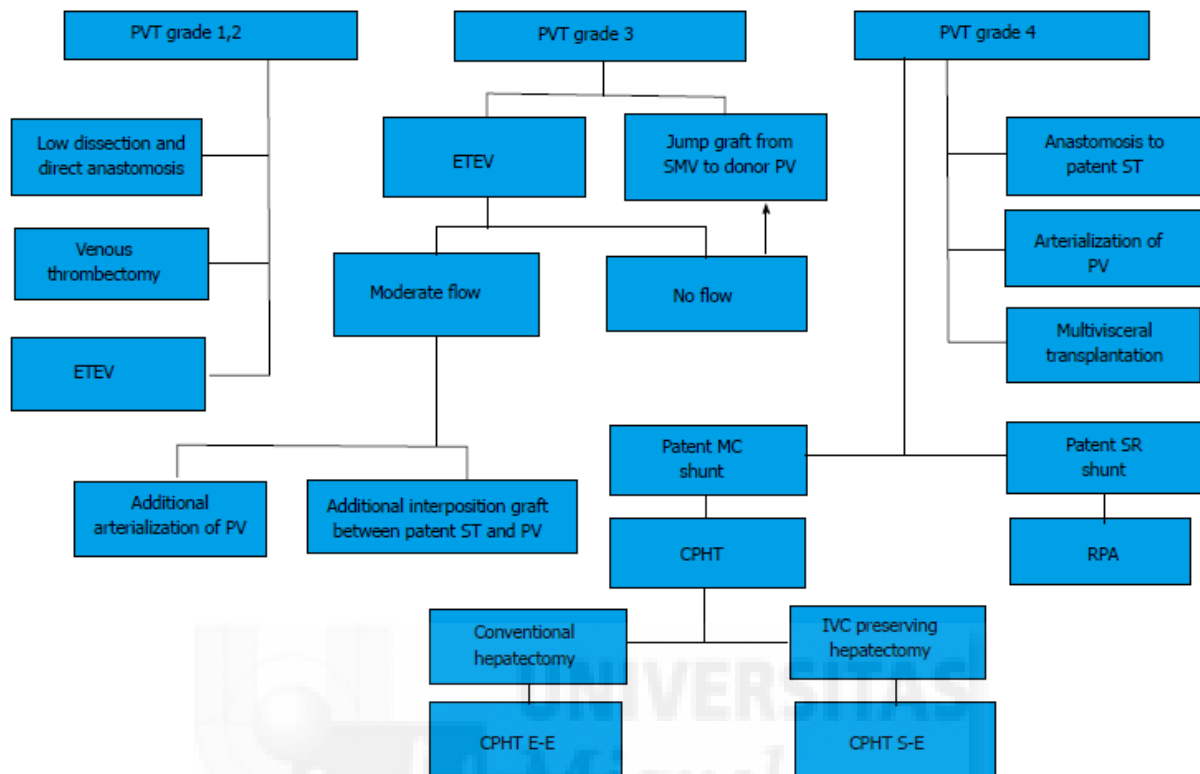 PVT grade 1,2
PVT grade 3
PVT grade 4
Low dissection and
direct anastomosis
ETEV
Jump graft from
SMV to donor PV
Anastomosis to
patent ST
Venous
thrombectomy
Moderate flow
No flow
Arterialization of
PV
ETEV
Multivisceral
transplantation
Patent MC
shunt
Patent SR
shunt
Additional
arterialization of PV
Additional interposition graft
between patent ST and PV
CPHT
RPA
Conventional
hepatectomy
IVC preserving
hepatectomy
UNIVERSITAS
CPHT E-E
CPHT S-E